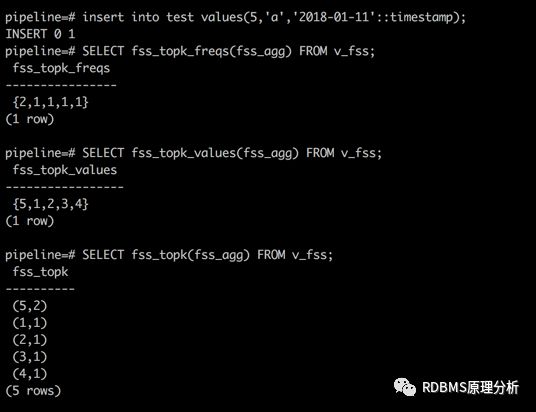 pipeline=# insert into test values(5,'a','2018-01-11'::timestamp);
INSERT 0 1
pipeline=# SELECT fss_topk_freqs(fss_agg) FROM v_fss;
 fss_topk_freqs
----------------
 {2,1,1,1,1}
(1 row)

pipeline=# SELECT fss_topk_values(fss_agg) FROM v_fss;
 fss_topk_values
-----------------
 {5,1,2,3,4}
(1 row)

pipeline=# SELECT fss_topk(fss_agg) FROM v_fss;
 fss_topk
----------
 (5,2)
 (1,1)
 (2,1)
 (3,1)
 (4,1)
(5 rows)
RDBMS原理分析